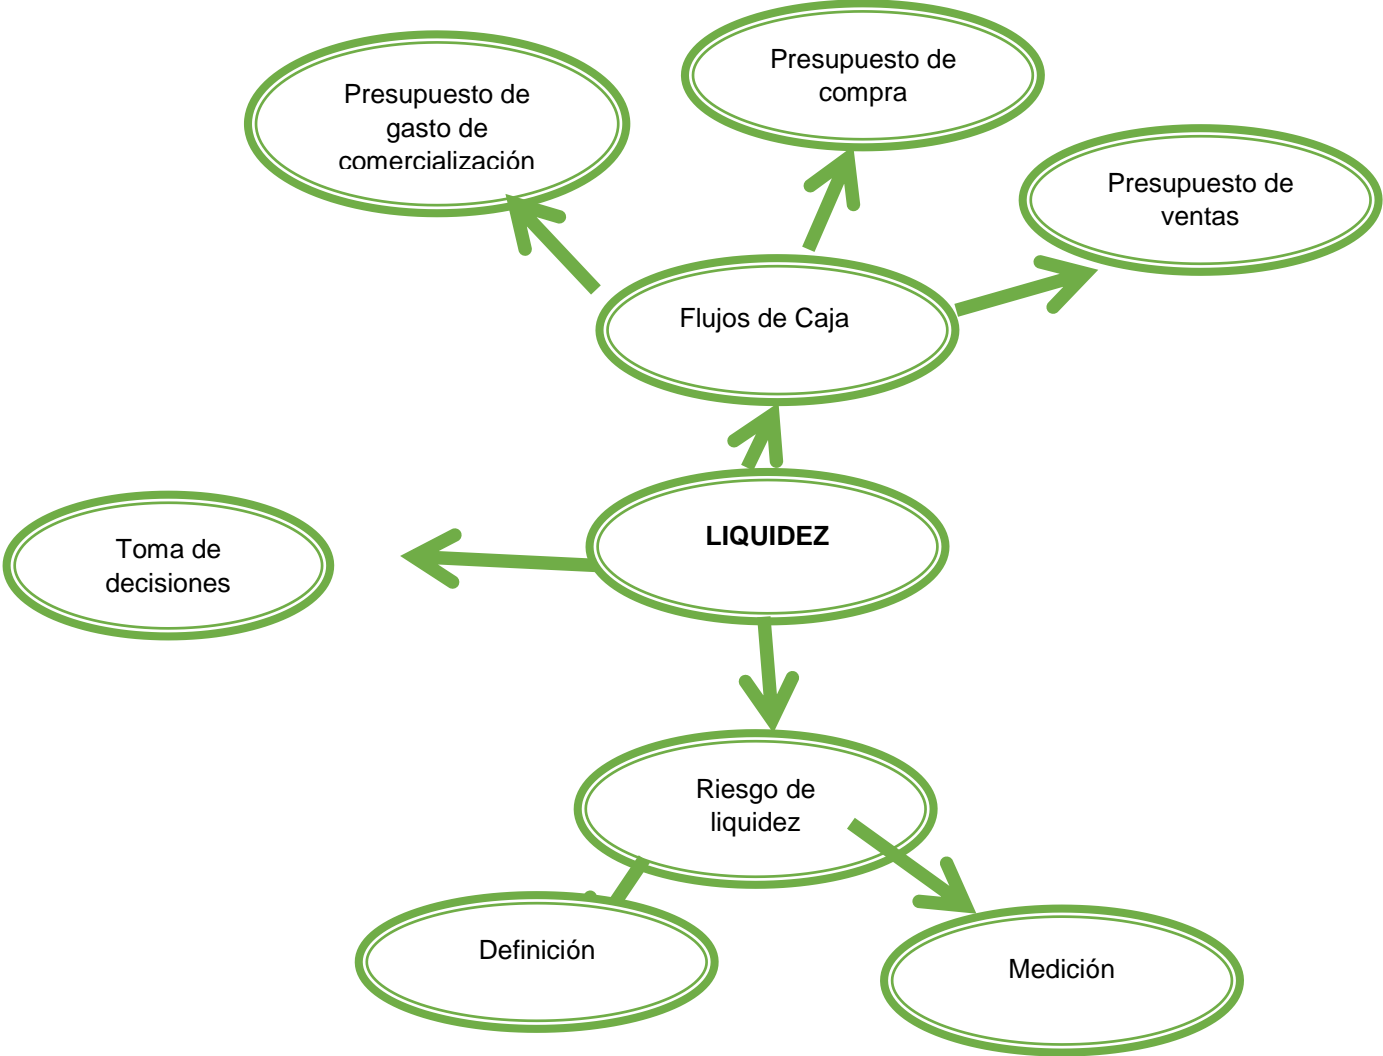 Presupuesto de
gasto de
comercialización
Presupuesto de
compra
Presupuesto de
ventas
Flujos de Caja
LIQUIDEZ
Toma de
decisiones
Riesgo de
liquidez
Definición
Medición